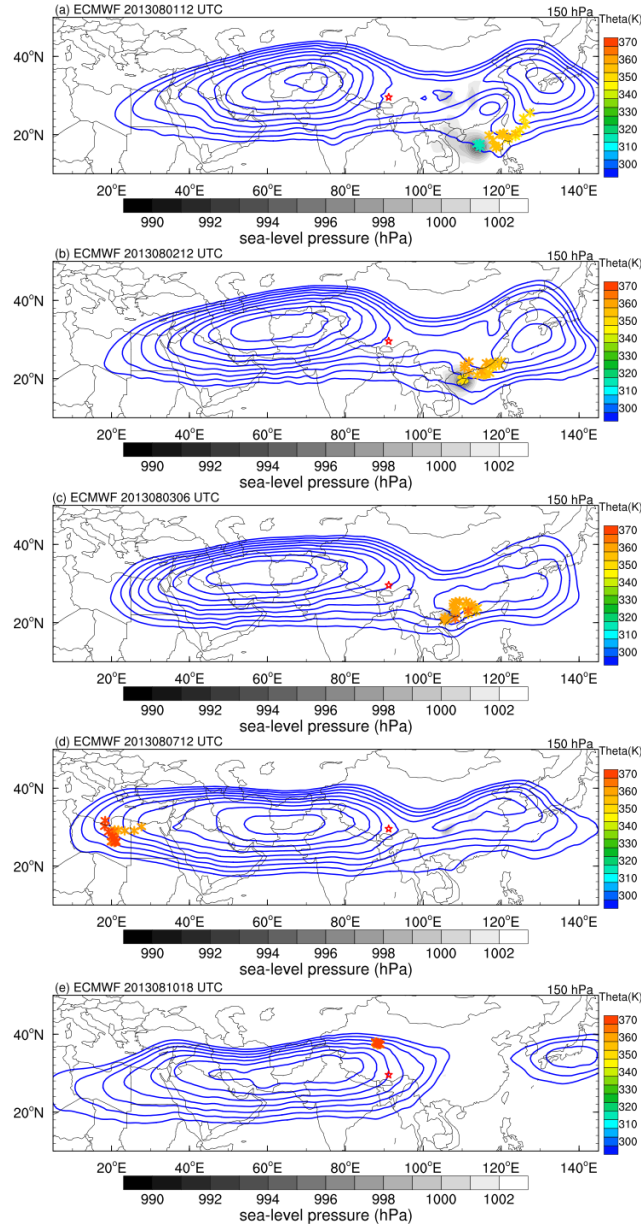 (a) ECMWF 2013080112 UTC 150 hPa Theta(K)
40°N
20°N
370
360
350
340
330
320
310
300
20°E 40°E 60°E 80°E 100°E 120°E 140°E
990 992 994 996 998 1000 1002
sea-level pressure (hPa)
(b) ECMWF 2013080212 UTC 150 hPa Theta(K)
40°N
20°N
370
360
350
340
330
320
310
300
20°E 40°E 60°E 80°E 100°E 120°E 140°E
990 992 994 996 998 1000 1002
sea-level pressure (hPa)
(c) ECMWF 2013080306 UTC 150 hPa Theta(K)
40°N
20°N
370
360
350
340
330
320
310
300
20°E 40°E 60°E 80°E 100°E 120°E 140°E
990 992 994 996 998 1000 1002
sea-level pressure (hPa)
(d) ECMWF 2013080712 UTC 150 hPa Theta(K)
40°N
20°N
370
360
350
340
330
320
310
300
20°E 40°E 60°E 80°E 100°E 120°E 140°E
990 992 994 996 998 1000 1002
sea-level pressure (hPa)
(e) ECMWF 2013081018 UTC 150 hPa Theta(K)
40°N
20°N
370
360
350
340
330
320
310
300
20°E 40°E 60°E 80°E 100°E 120°E 140°E
990 992 994 996 998 1000 1002
sea-level pressure (hPa)